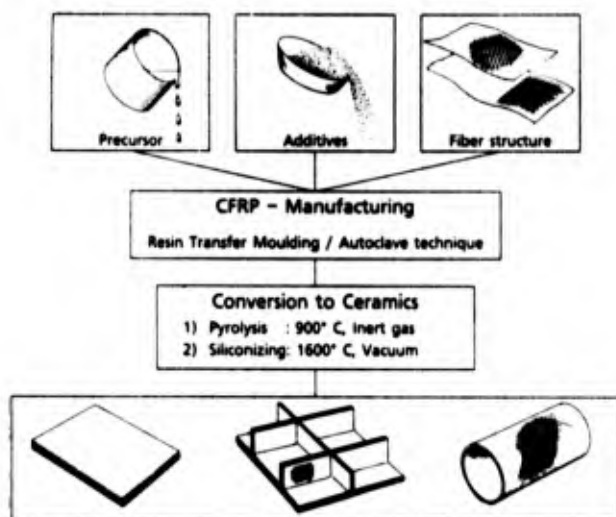 Precursor
Additives
Fiber structure
CFRP – Manufacturing
Resin Transfer Moulding / Autoclave technique
Conversion to Ceramics
1) Pyrolysis : 900° C, Inert gas
2) Siliconizing: 1600° C, Vacuum